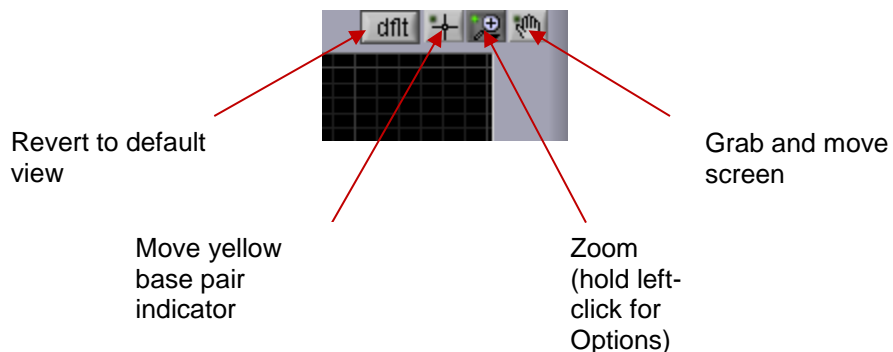 dflt
Revert to default
view
Grab and move
screen
Move yellow
base pair
indicator
Zoom
(hold left-
click for
Options)